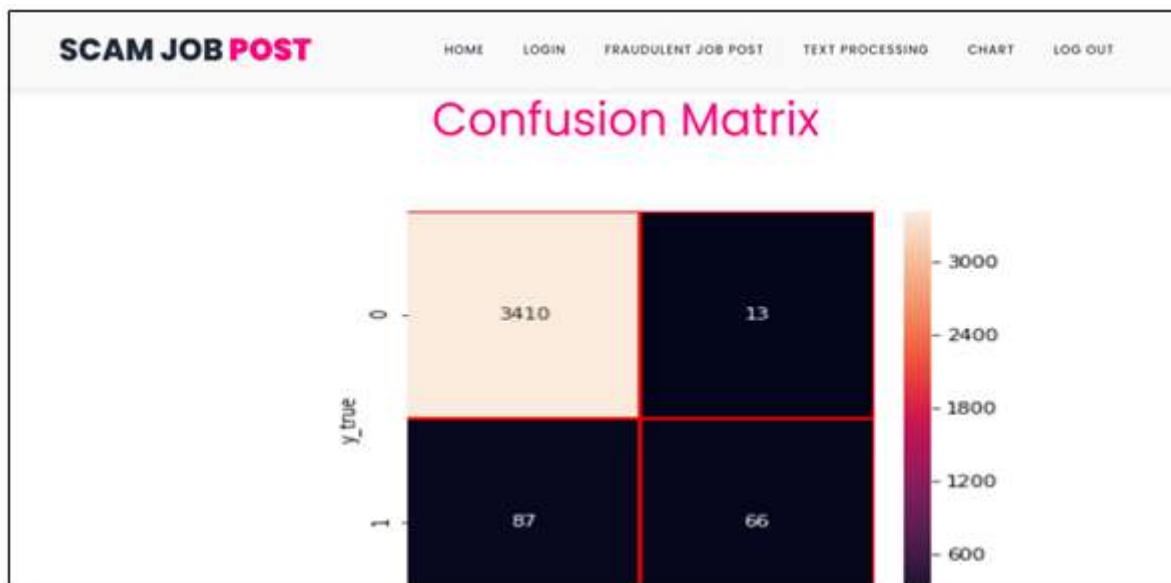 SCAM JOB POST HOME LOGIN FRAUDULENT JOB POST TEXT PROCESSING CHART LOG OUT
Confusion Matrix
3000
0 3410 13
2400
y_true
1800
1200
1 87 66
600